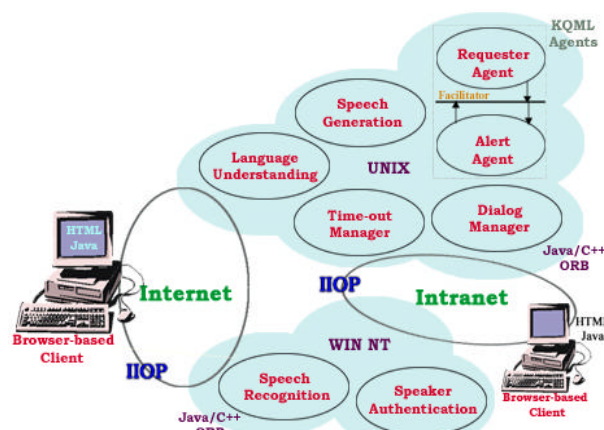 KQML
Agents
Requester
Agent
Facilitator
Speech
Generation
Alert
Agent
Language
Understanding
UNIX
Time-out
Manager
Dialog
Manager
HTML
Java
Java/C++
ORB
Internet
IIOP
Intranet
Browser-based
Client
IIOP
WIN NT
HTML
Java
Speech
Recognition
Speaker
Authentication
Browser-based
Client
Java/C++
ORB